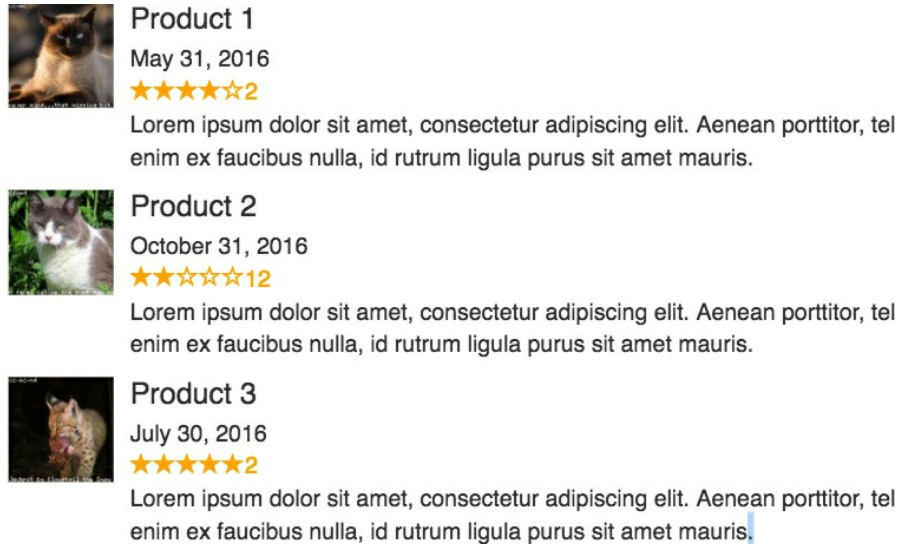 Product 1
May 31, 2016
★★★★☆2
Lorem ipsum dolor sit amet, consectetur adipiscing elit. Aenean porttitor, tel
enim ex faucibus nulla, id rutrum ligula purus sit amet mauris.
Product 2
October 31, 2016
★★☆☆☆12
Lorem ipsum dolor sit amet, consectetur adipiscing elit. Aenean porttitor, tel
enim ex faucibus nulla, id rutrum ligula purus sit amet mauris.
Product 3
July 30, 2016
★★★★★2
Lorem ipsum dolor sit amet, consectetur adipiscing elit. Aenean porttitor, tel
enim ex faucibus nulla, id rutrum ligula purus sit amet mauris.